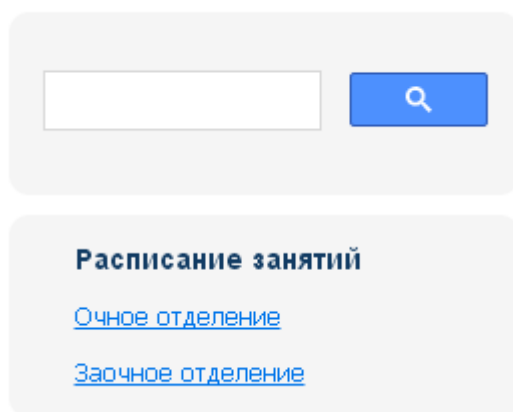 Расписание занятий
Очное отделение
Заочное отделение